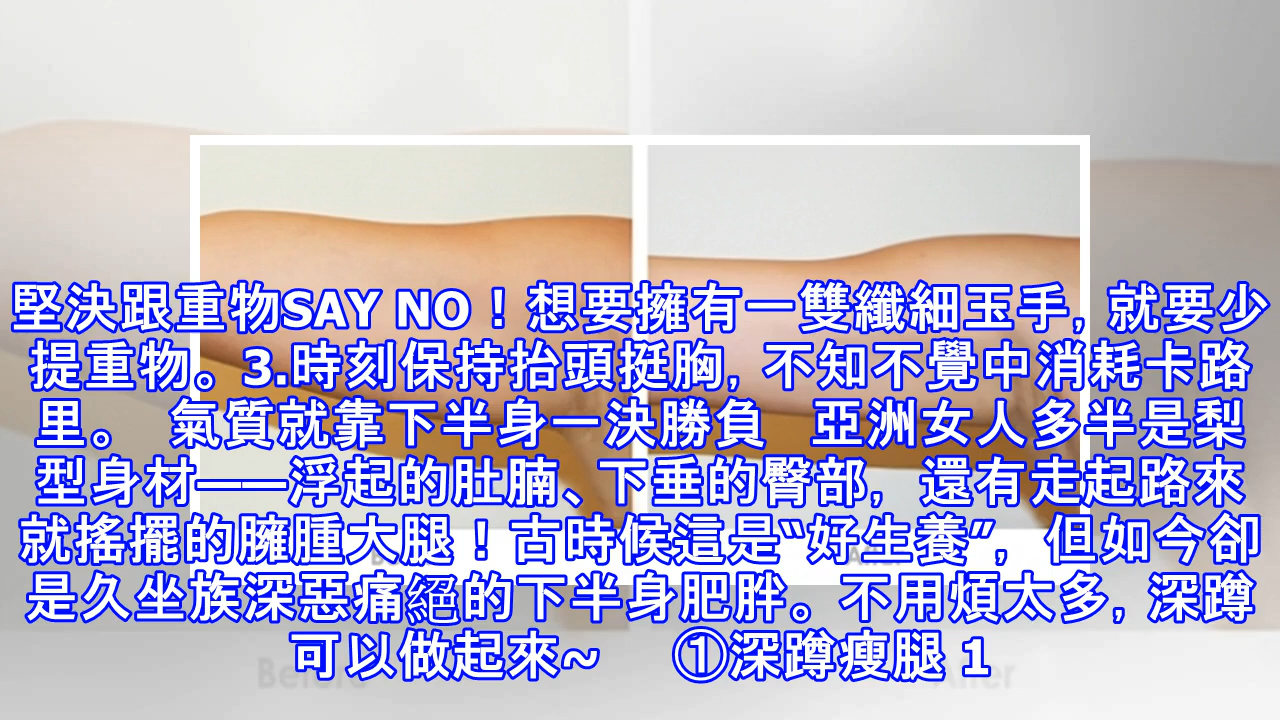 堅決跟重物SAY NO！想要擁有一雙纖細玉手, 就要少
提重物。3.時刻保持抬頭挺胸, 不知不覺中消耗卡路
里。 氣質就靠下半身一決勝負 亞洲女人多半是梨
型身材——浮起的肚腩、下垂的臀部, 還有走起路來
就搖擺的臃腫大腿！古時候這是“好生養”, 但如今卻
是久坐族深惡痛絕的下半身肥胖。不用煩太多, 深蹲
可以做起來~ ①深蹲瘦腿 1
Before
After